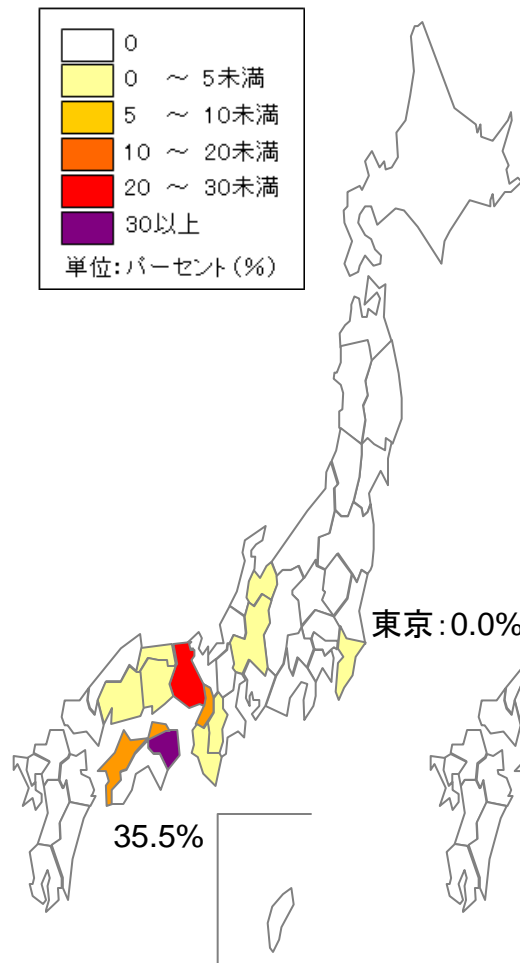 0
0 ～ 5未満
5 ～ 10未満
10 ～ 20未満
20 ～ 30未満
30以上
単位:パーセント(%)
東京:0.0%
35.5%